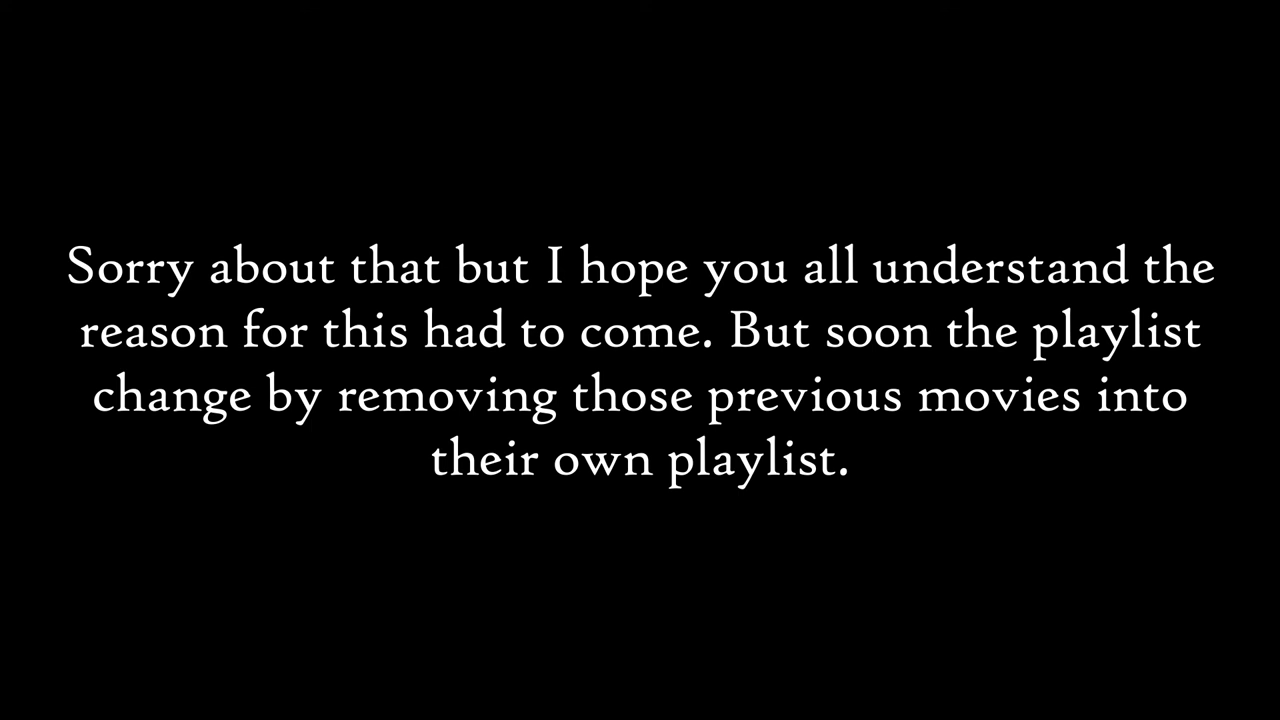 Sorry about that but I hope you all understand the
reason for this had to come. But soon the playlist
change by removing those previous movies into
their own playlist.